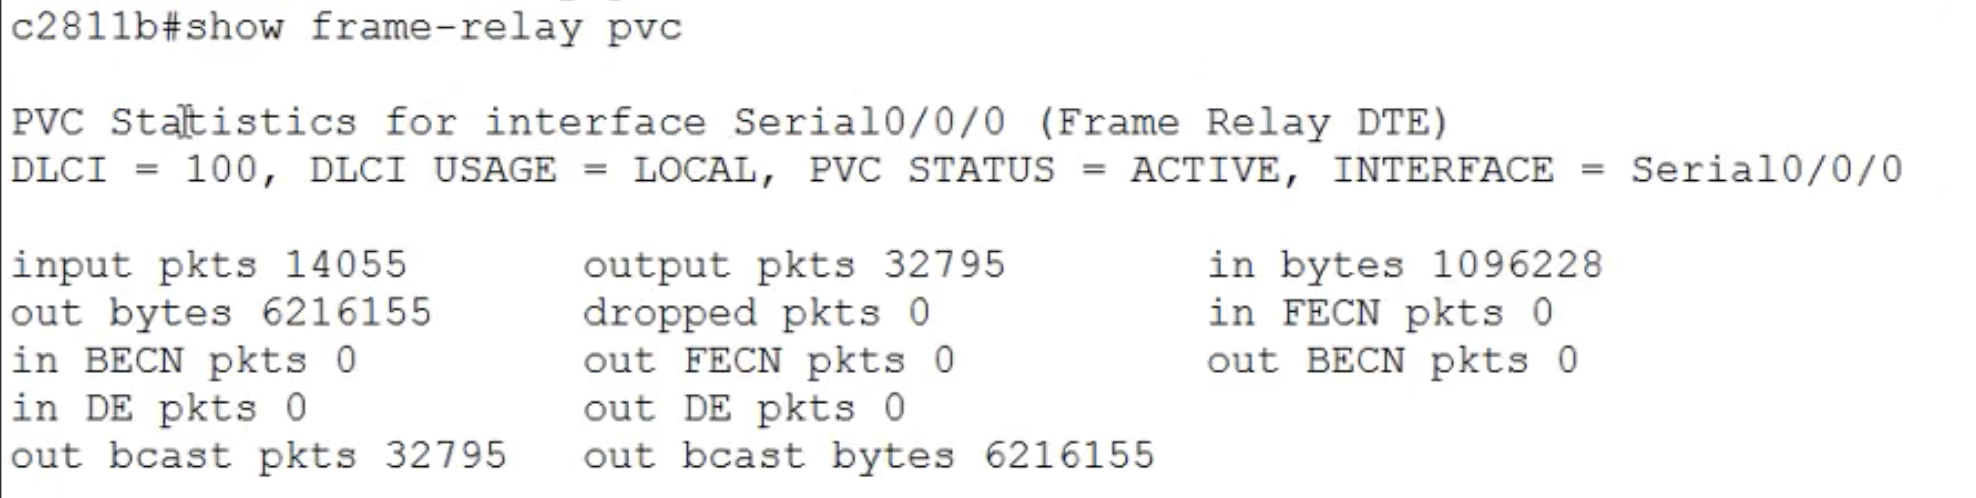 c2811b#show frame-relay pvc
PVC Statistics for interface Serial0/0/0 (Frame Relay DTE)
DLCI = 100, DLCI USAGE = LOCAL, PVC STATUS = ACTIVE, INTERFACE = Serial0/0/0
input pkts 14055 output pkts 32795 in bytes 1096228
out bytes 6216155 dropped pkts 0 in FECN pkts 0
in BECN pkts 0 out FECN pkts 0 out BECN pkts 0
in DE pkts 0 out DE pkts 0
out bcast pkts 32795 out bcast bytes 6216155